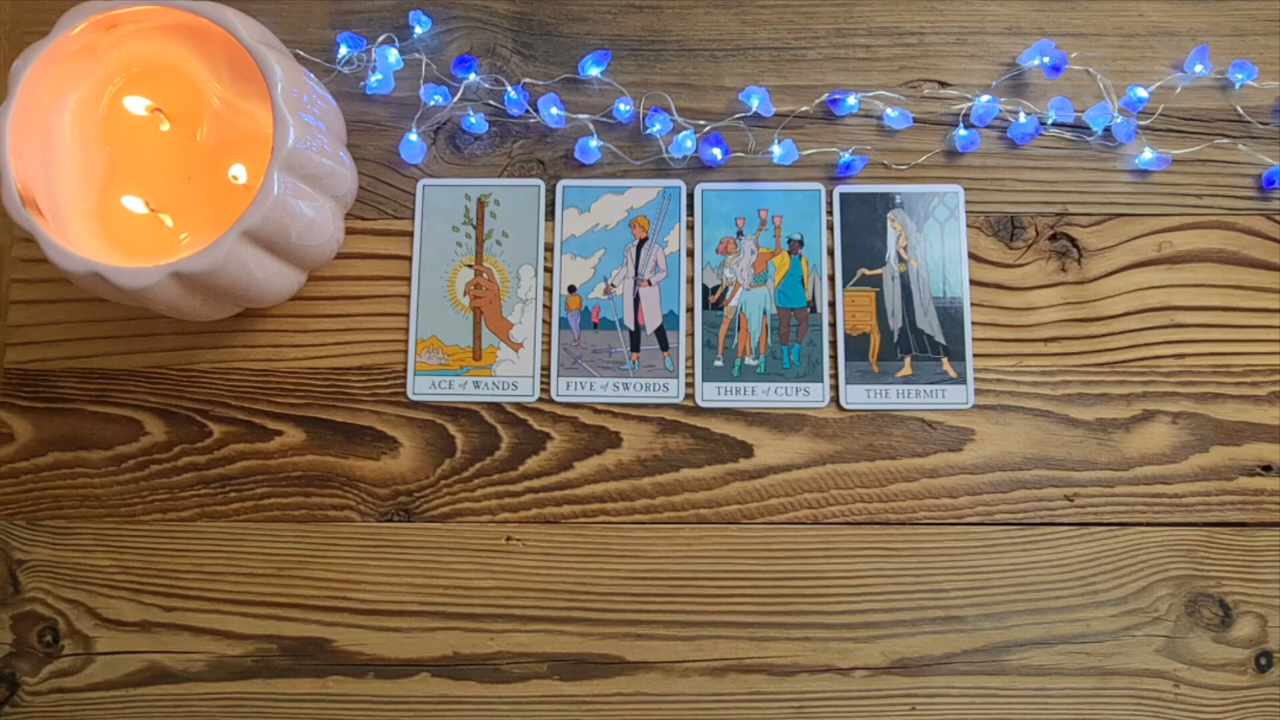 ACE of WANDS
FIVE of SWORDS
THREE of CUPS
THE HERMIT